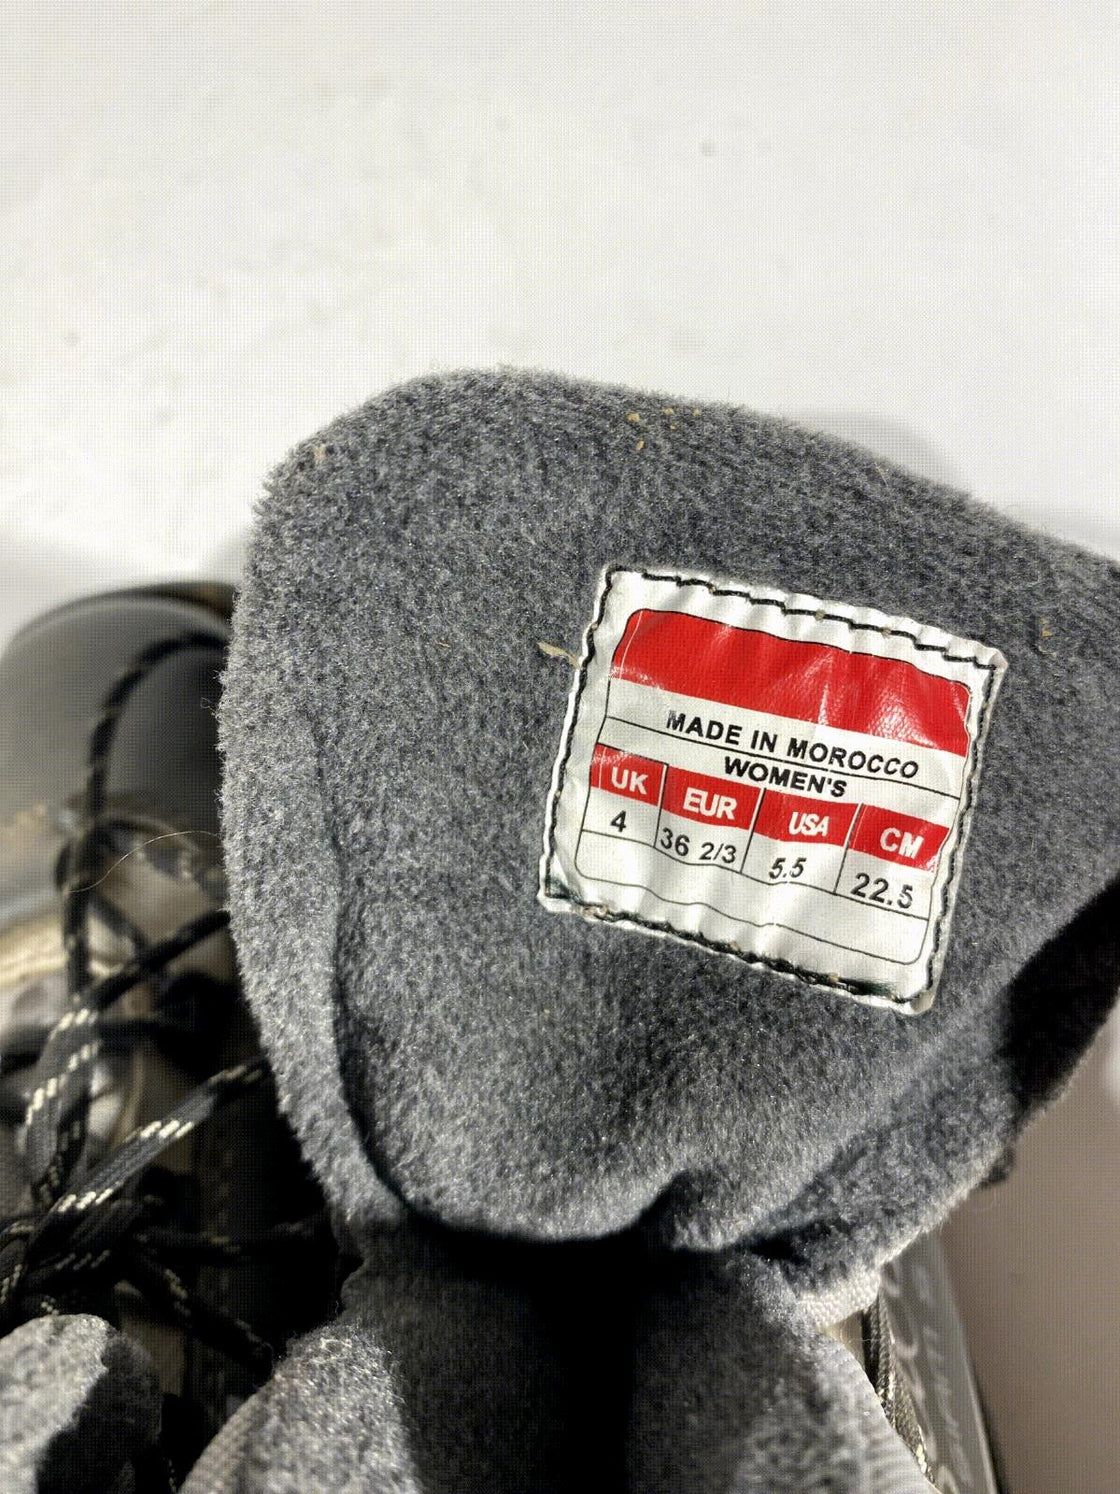 MADE IN MOROCCO
WOMEN'S
UK EUR USA CM
4 36 2/3 5.5 22.5